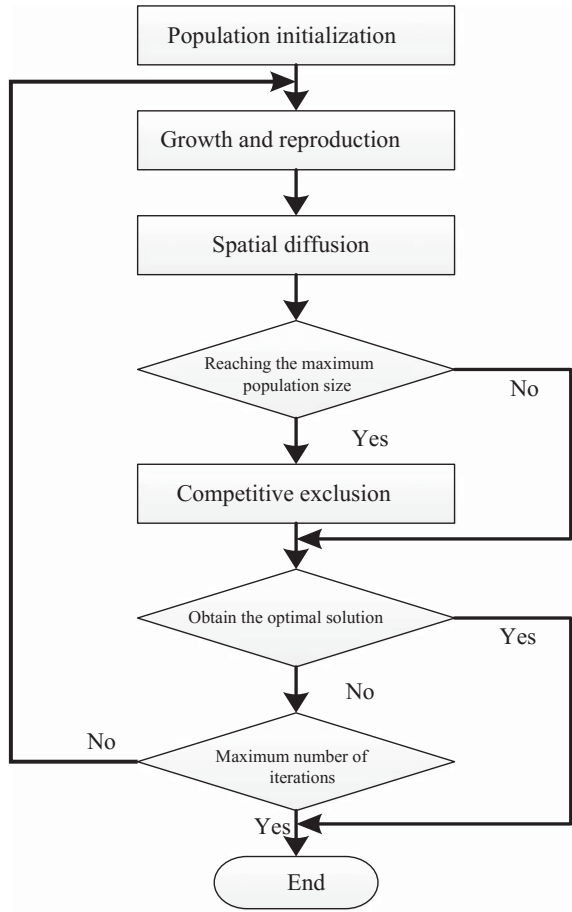 Population initialization
Growth and reproduction
Spatial diffusion
Reaching the maximum
population size
No
Yes
Competitive exclusion
Obtain the optimal solution
Yes
No
No
Maximum number of
iterations
Yes
End